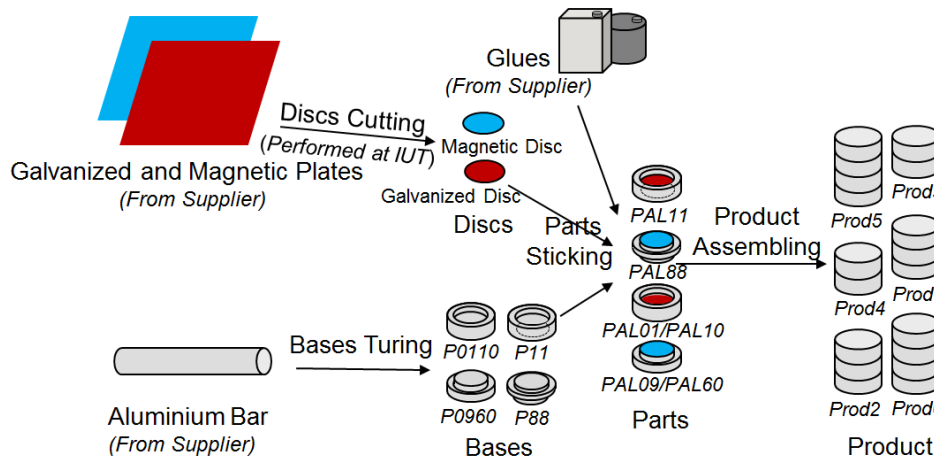 Glues
(From Supplier)
Discs Cutting
(Performed at IUT)
Magnetic Disc
Galvanized Disc
Discs
Galvanized and Magnetic Plates
(From Supplier)
Parts
Sticking
PAL11
PAL88
PAL01/PAL10
PAL09/PAL60
Parts
Product
Assembling
Prod5
Prod4
Prod2
Product
Bases Turing
P0110
P11
P0960
P88
Bases
Aluminium Bar
(From Supplier)